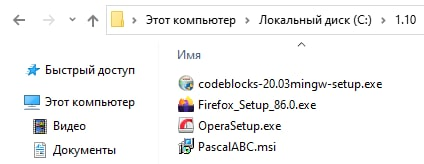 Этот компьютер › Локальный диск (C:) › 1.10
Имя
Быстрый доступ
codeblocks-20.03mingw-setup.exe
Этот компьютер
Firefox_Setup_86.0.exe
Видео
OperaSetup.exe
Документы
PascalABC.msi